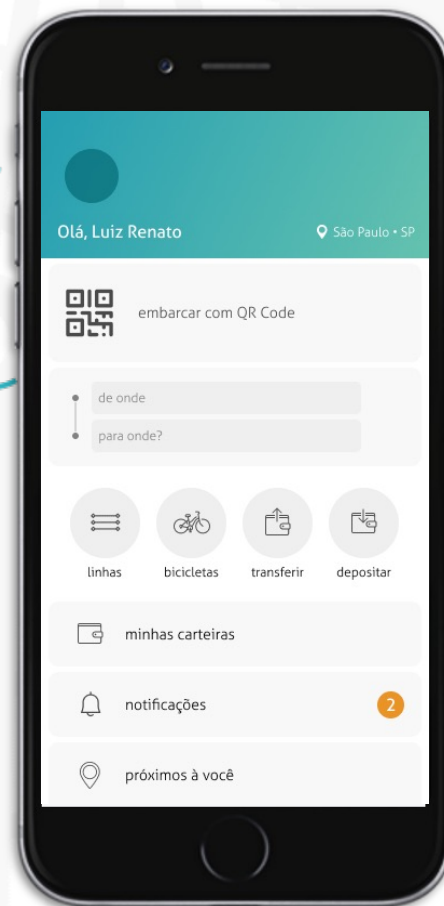 Olá, Luiz Renato
São Paulo • SP
embarcar com QR Code
de onde
para onde?
linhas bicicletas transferir depositar
minhas carteiras
notificações 2
próximos à você